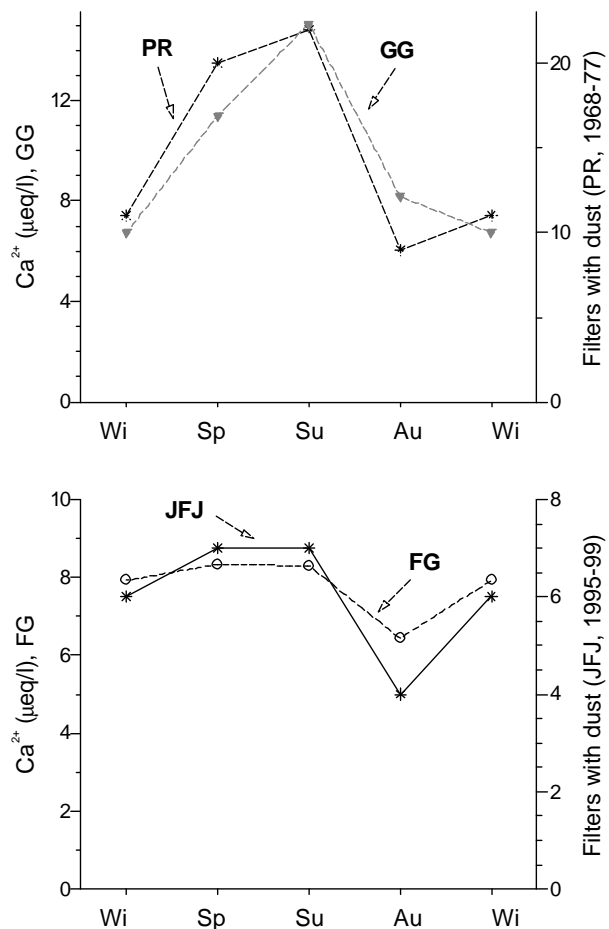 PR
GG
12
8
4
0
20
10
0
Ca²⁺ (μeq/l), GG
Filters with dust (PR, 1968-77)
Wi Sp Su Au Wi
JFJ
FG
10
8
6
4
2
0
8
6
4
2
0
Ca²⁺ (μeq/l), FG
Filters with dust (JFJ, 1995-99)
Wi Sp Su Au Wi